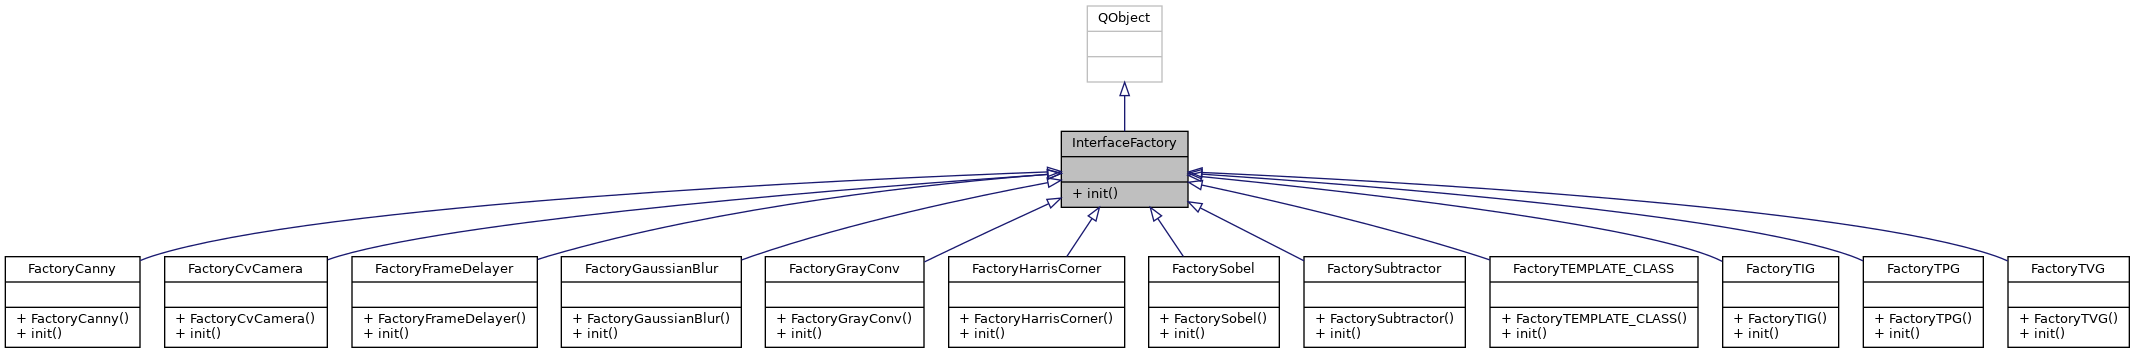 QObject
InterfaceFactory
+ init()
FactoryCanny
+ FactoryCanny()
+ init()
FactoryCvCamera
+ FactoryCvCamera()
+ init()
FactoryFrameDelayer
+ FactoryFrameDelayer()
+ init()
FactoryGaussianBlur
+ FactoryGaussianBlur()
+ init()
FactoryGrayConv
+ FactoryGrayConv()
+ init()
FactoryHarrisCorner
+ FactoryHarrisCorner()
+ init()
FactorySobel
+ FactorySobel()
+ init()
FactorySubtractor
+ FactorySubtractor()
+ init()
FactoryTEMPLATE_CLASS
+ FactoryTEMPLATE_CLASS()
+ init()
FactoryTIG
+ FactoryTIG()
+ init()
FactoryTPG
+ FactoryTPG()
+ init()
FactoryTVG
+ FactoryTVG()
+ init()